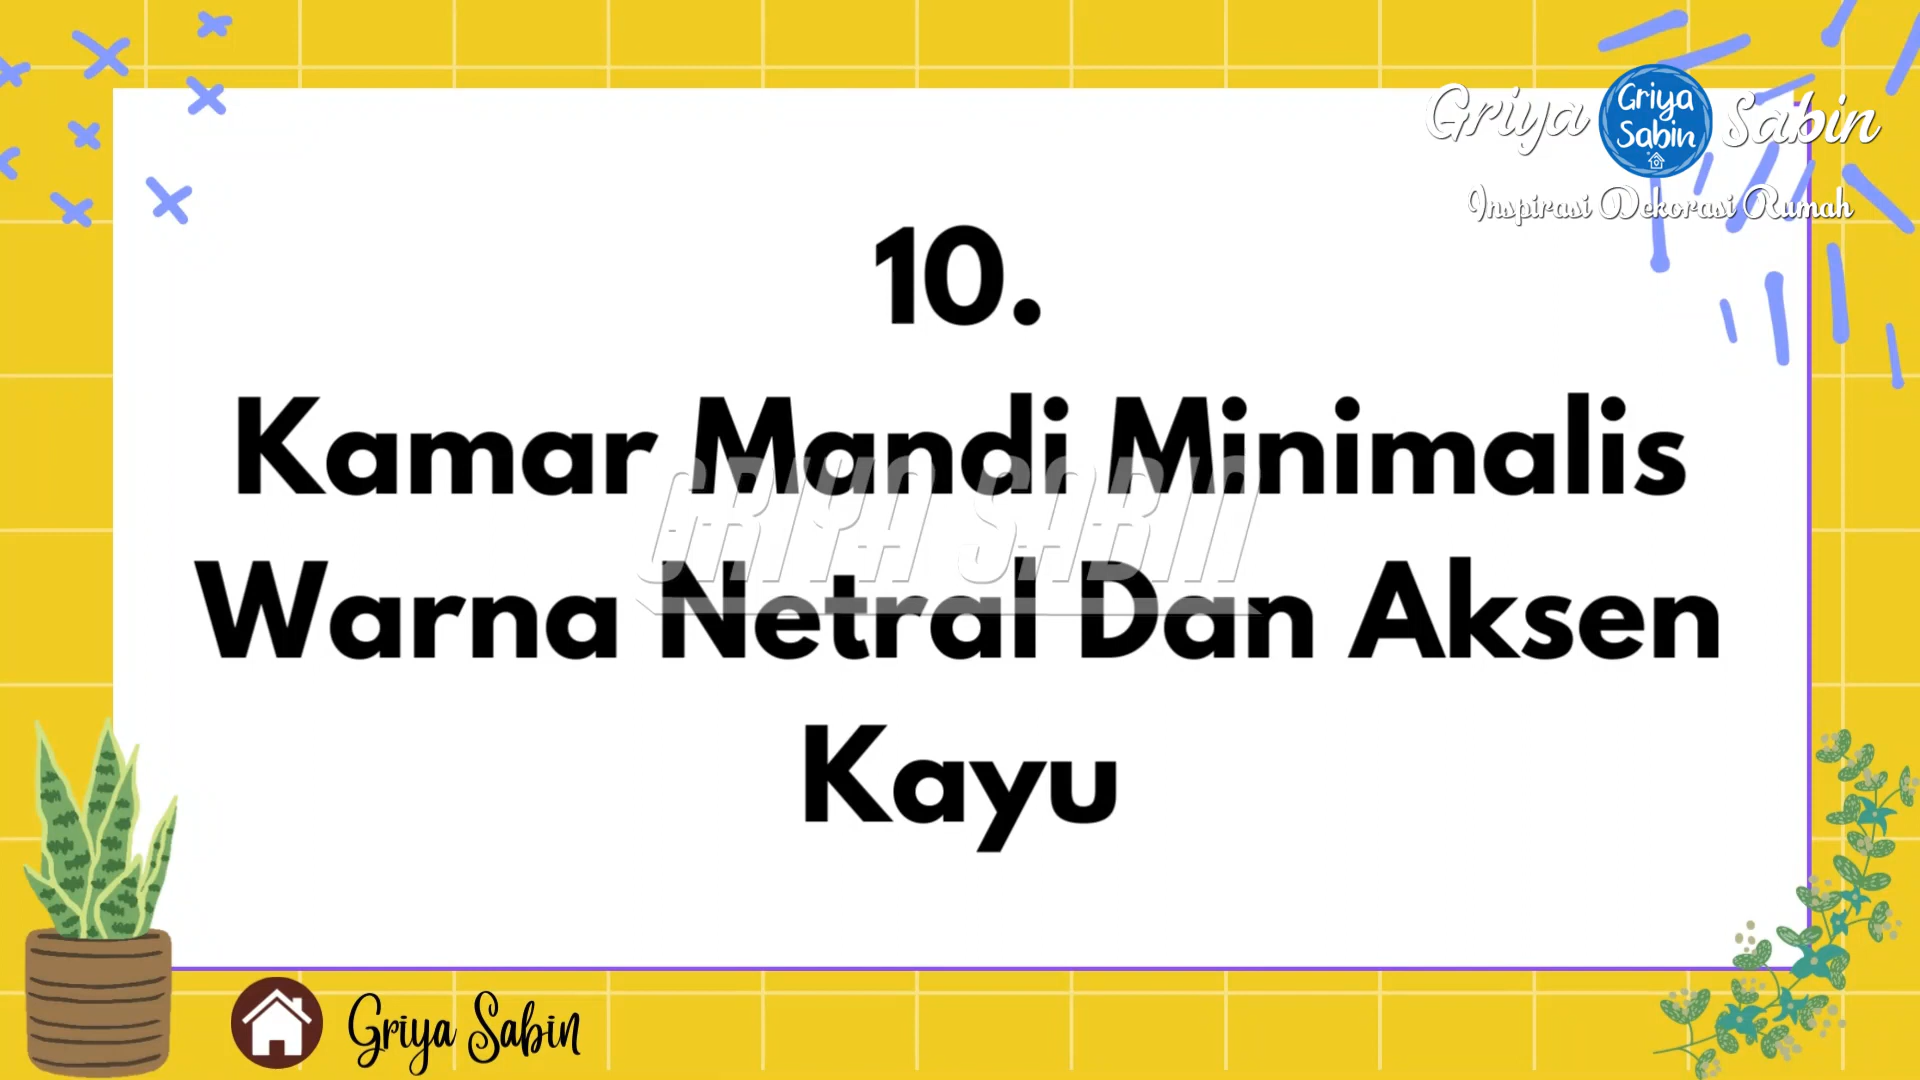 Griya Griya Sabin Sabin
Inspirasi Dekorasi Rumah
10.
Kamar Mandi Minimalis
GRIYA SABIN
Warna Netral Dan Aksen
Kayu
Griya Sabin